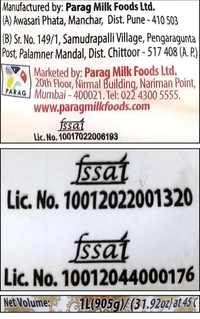 Manufactured by: Parag Milk Foods Ltd.
(A) Awasari Phata, Manchar, Dist. Pune - 410 503
(B) Sr. No. 149/1, Samudrapalli Village, Pengaragunta
Post, Palamner Mandal, Dist. Chittoor - 517 408 (A. P.)
PARAG
Marketed by: Parag Milk Foods Ltd.
20th Floor, Nirmal Building, Nariman Point,
Mumbai - 400021. Tel: 022 4300 5555.
www.paragmilkfoods.com
fssai
Lic. No. 10017022006193
fssai
Lic. No. 10012022001320
fssai
Lic. No. 10012044000176
Net Volume: 1L(905g)/(31.92oz) at 45°C